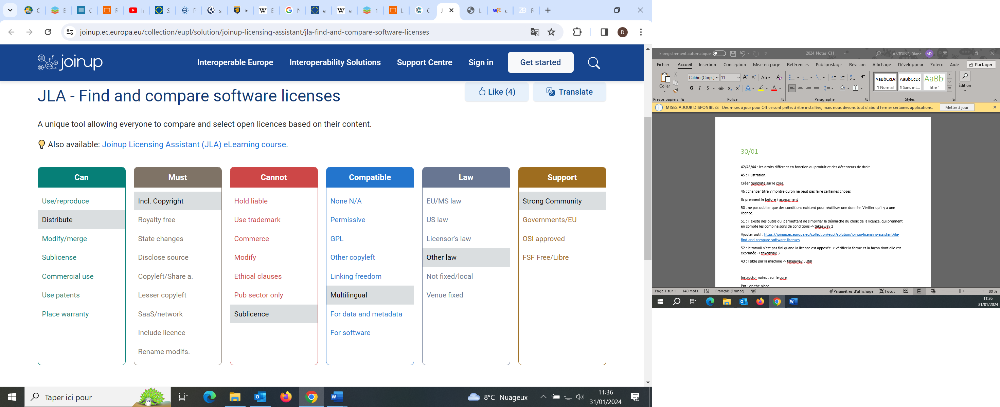 joinup.ec.europa.eu/collection/eupl/solution/joinup-licensing-assistant/jla-find-and-compare-software-licenses
D
joinup
Interoperable Europe
Interoperability Solutions
Support Centre
Sign in
Get started
JLA - Find and compare software licenses
Like (4)
Translate
A unique tool allowing everyone to compare and select open licences based on their content.
Also available: Joinup Licensing Assistant (JLA) eLearning course.
Can
Use/reproduce
Distribute
Modify/merge
Sublicense
Commercial use
Use patents
Place warranty
Must
Incl. Copyright
Royalty free
State changes
Disclose source
Copyleft/Share a.
Lesser copyleft
SaaS/network
Include licence
Rename modifs.
Cannot
Hold liable
Use trademark
Commerce
Modify
Ethical clauses
Pub sector only
Sublicence
Compatible
None N/A
Permissive
GPL
Other copyleft
Linking freedom
Multilingual
For data and metadata
For software
Law
EU/MS law
US law
Licensor's law
Other law
Not fixed/local
Venue fixed
Support
Strong Community
Governments/EU
OSI approved
FSF Free/Libre
Taper ici pour
8°C Nuageux
11:36
31/01/2024
Enregistrement automatique
2024_Notes_CH_...
ANTOINE, Diane
AD
Fichier Accueil Insertion Conception Mise en page Références Publipostage Révision Affichage Développeur Zotero Aide
Partager
Coller
Calibri (Corps) 11
Presse-papiers
Police
Paragraphe
AaBbCcDc AaBbCcDc AaBb(
¶ Normal ¶ Sans int... Titre 1
Styles
Édition
MISES À JOUR DISPONIBLES Des mises à jour pour Office sont prêtes à être installées, mais nous devons tout d'abord fermer certaines applications.
Mettre à jour
30/01
42/43/44 : les droits diffèrent en fonction du produit et des détenteurs de droit
45 : illustration.
Créer template sur le core.
46 : changer titre ? montre qu'on ne peut pas faire certaines choses
Ils prennent le before / assessment
50 : ne pas oublier que des conditions existent pour réutiliser une donnée. Vérifier qu'il y a une
licence.
51 : il existe des outils qui permettent de simplifier la démarche du choix de la licence, qui prennent
en compte les combinaisons de conditions -> takeaway 2
Ajouter outil : https://joinup.ec.europa.eu/collection/eupl/solution/joinup-licensing-assistant/jla-
find-and-compare-software-licenses
52 : le travail n'est pas fini quand la licence est apposée -> vérifier la forme et la façon dont elle est
exprimée -> takeaway 3
43 : lisible par la machine -> takeaway 3 still
Instructor notes : sur le core
Ppt : on the place
Page 1 sur 1
140 mots
Français (France)
Paramètres d'affichage
Focus
80 %
11:36
31/01/2024